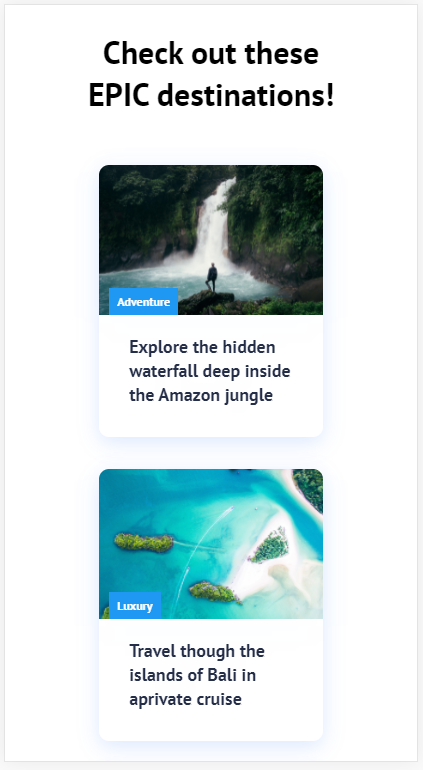 Check out these
EPIC destinations!
Adventure
Explore the hidden
waterfall deep inside
the Amazon jungle
Luxury
Travel though the
islands of Bali in
aprivate cruise